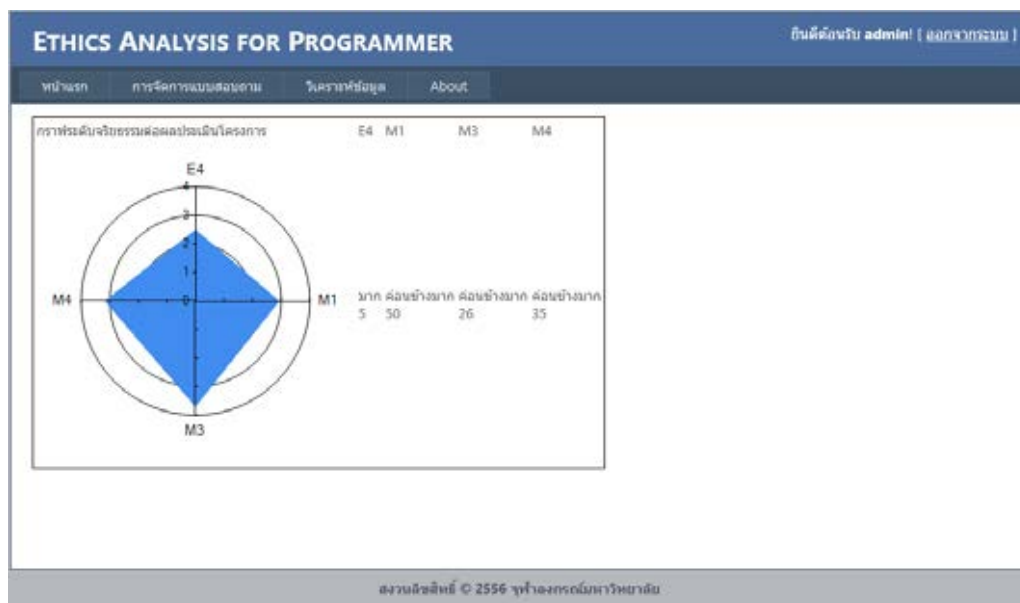 ETHICS ANALYSIS FOR PROGRAMMER
ยินดีต้อนรับ admin! [ ออกจากระบบ ]
หน้าแรก การจัดการแบบสอบถาม วิเคราะห์ข้อมูล About
กราฟระดับจริยธรรมต่อผลประเมินโครงการ E4 M1 M3 M4
E4
4
3
2
1
M4 0 M1
M3
มาก ค่อนข้างมาก ค่อนข้างมาก ค่อนข้างมาก
5 50 26 35
สงวนลิขสิทธิ์ © 2556 จุฬาลงกรณ์มหาวิทยาลัย